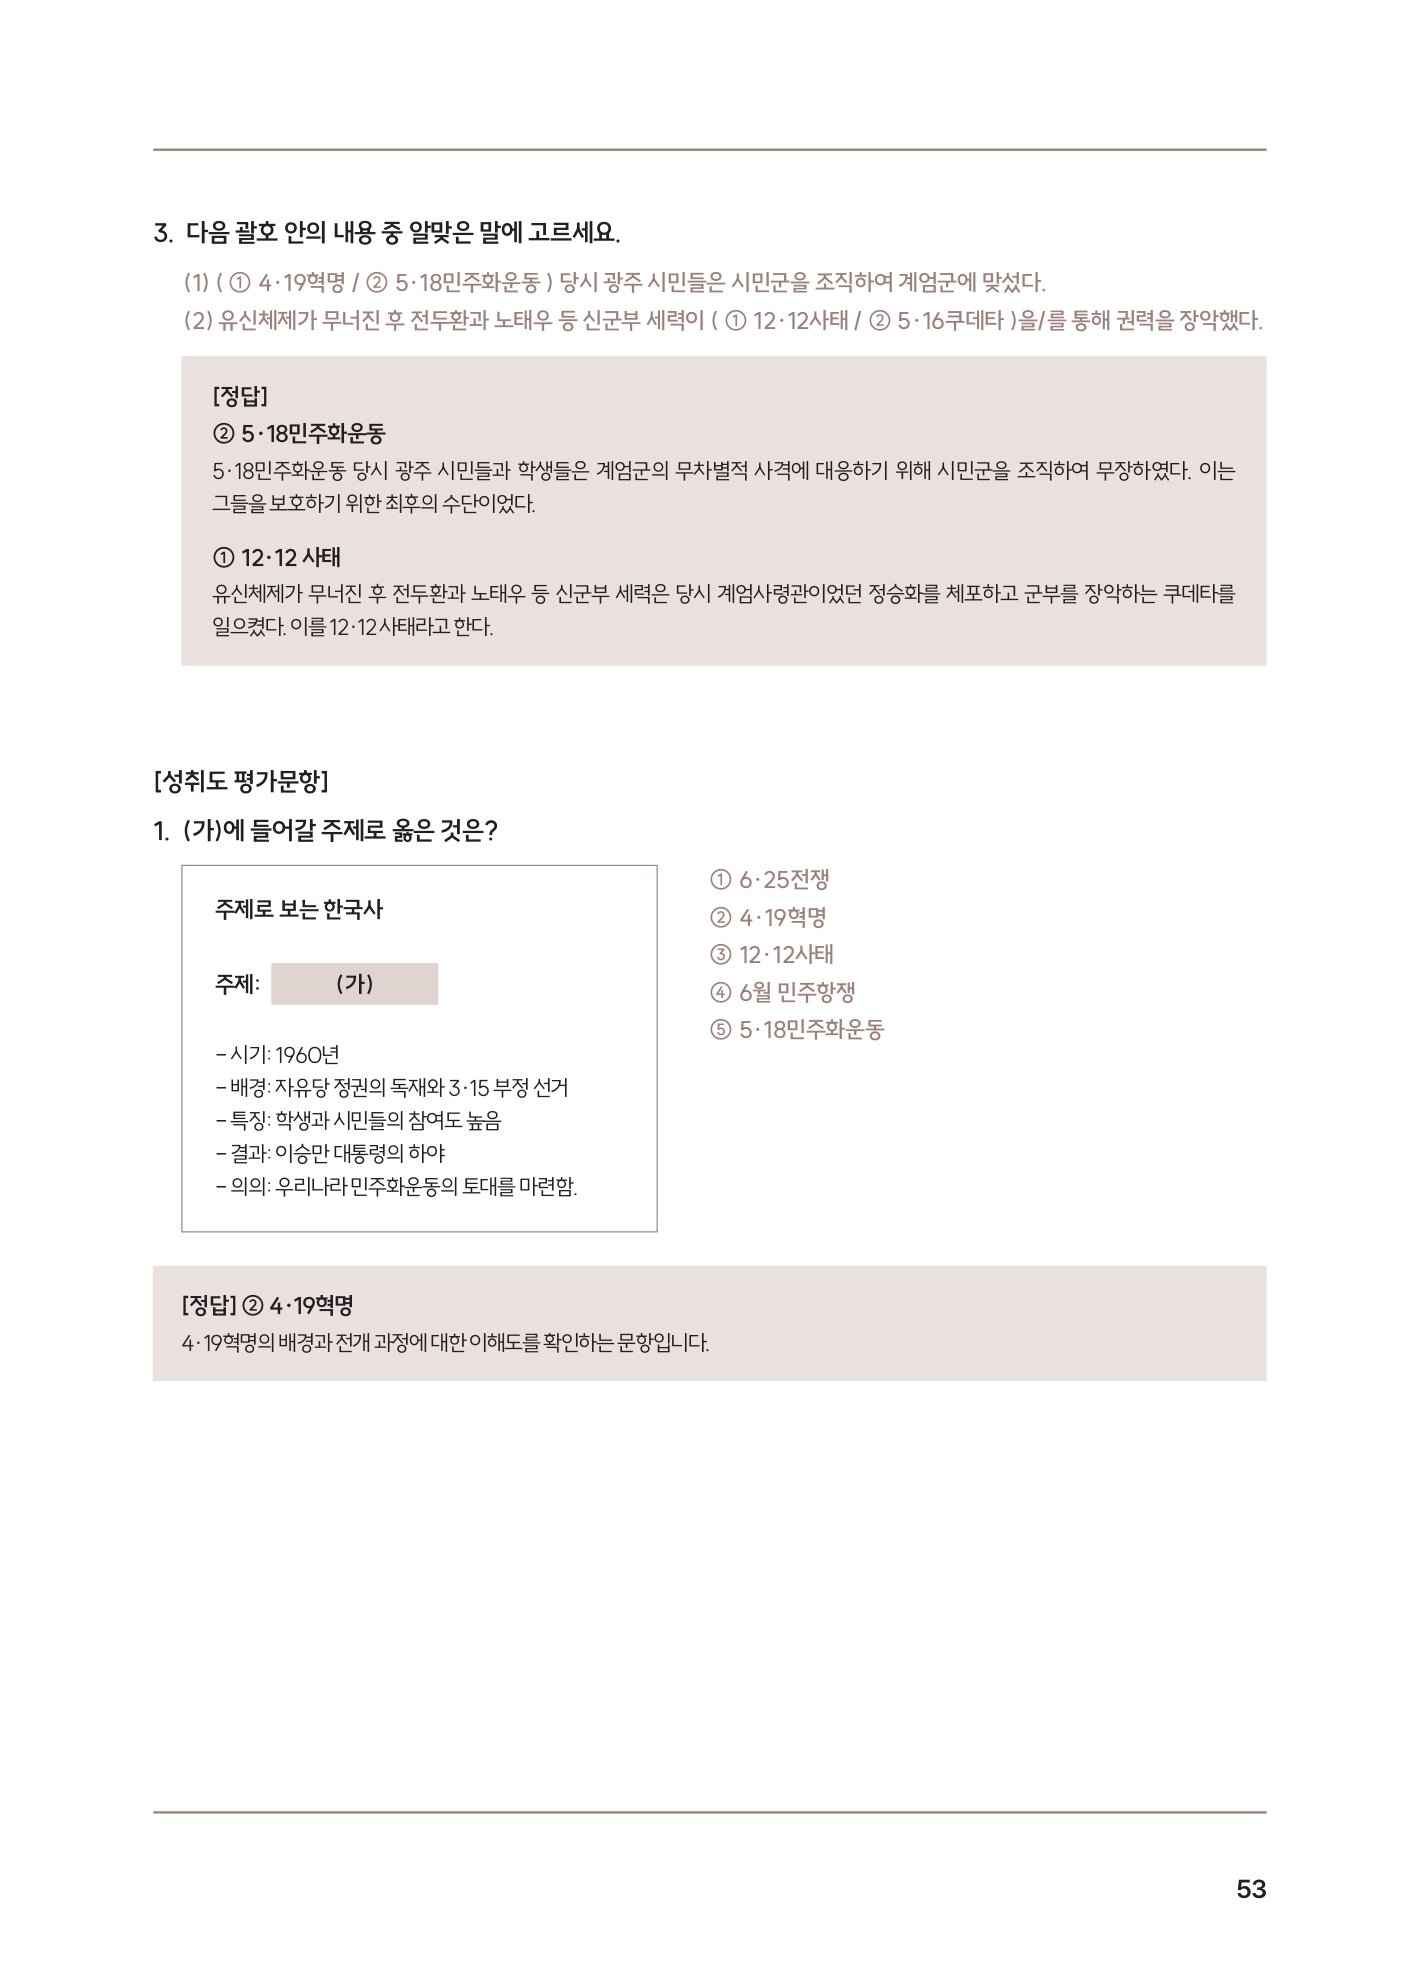 3. 다음 괄호 안의 내용 중 알맞은 말에 고르세요.
(1) ( ① 4·19혁명 / ② 5·18민주화운동 ) 당시 광주 시민들은 시민군을 조직하여 계엄군에 맞섰다.
(2) 유신체제가 무너진 후 전두환과 노태우 등 신군부 세력이 ( ① 12·12사태 / ② 5·16쿠데타 )을/를 통해 권력을 장악했다.
[정답]
② 5·18민주화운동
5·18민주화운동 당시 광주 시민들과 학생들은 계엄군의 무차별적 사격에 대응하기 위해 시민군을 조직하여 무장하였다. 이는
그들을 보호하기 위한 최후의 수단이었다.
① 12·12 사태
유신체제가 무너진 후 전두환과 노태우 등 신군부 세력은 당시 계엄사령관이었던 정승화를 체포하고 군부를 장악하는 쿠데타를
일으켰다. 이를 12·12사태라고 한다.
[성취도 평가문항]
1. (가)에 들어갈 주제로 옳은 것은?
주제로 보는 한국사
주제: (가)
- 시기: 1960년
- 배경: 자유당 정권의 독재와 3·15 부정 선거
- 특징: 학생과 시민들의 참여도 높음
- 결과: 이승만 대통령의 하야
- 의의: 우리나라 민주화운동의 토대를 마련함.
① 6·25전쟁
② 4·19혁명
③ 12·12사태
④ 6월 민주항쟁
⑤ 5·18민주화운동
[정답] ② 4·19혁명
4·19혁명의 배경과 전개 과정에 대한 이해도를 확인하는 문항입니다.
53